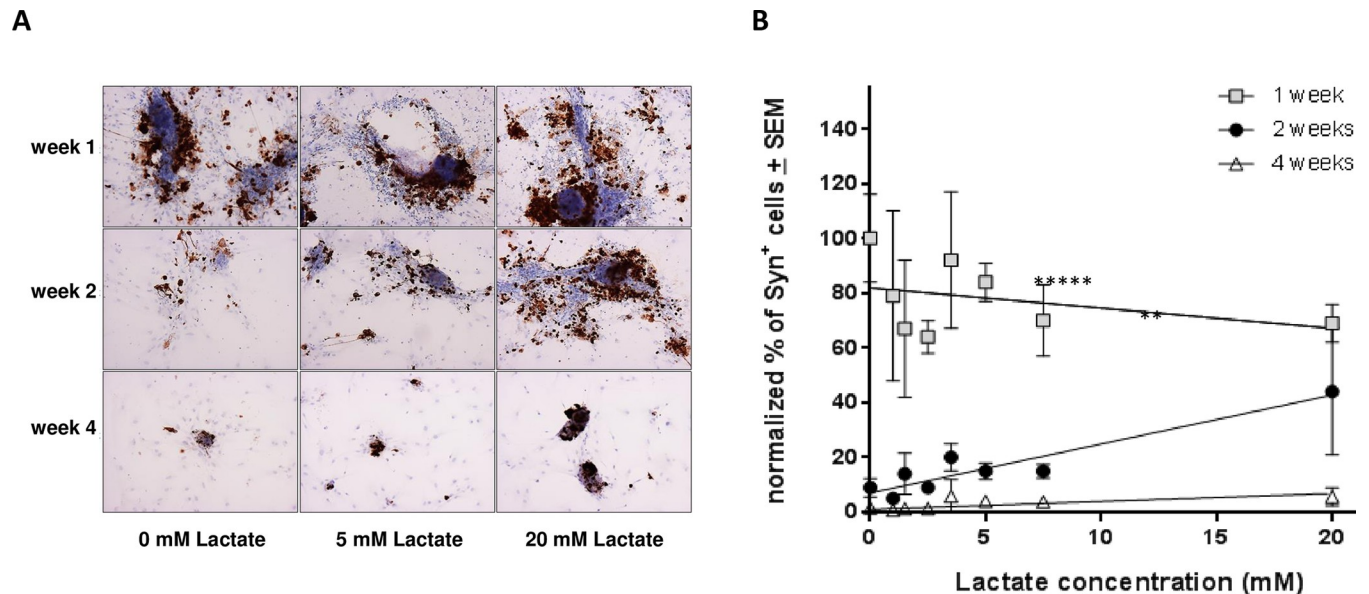 A
week 1
week 2
week 4
0 mM Lactate
5 mM Lactate
20 mM Lactate
B
normalized % of Syn⁺ cells ± SEM
140
120
100
80
60
40
20
0
1 week
2 weeks
4 weeks
*****
**
0
5
10
15
20
Lactate concentration (mM)